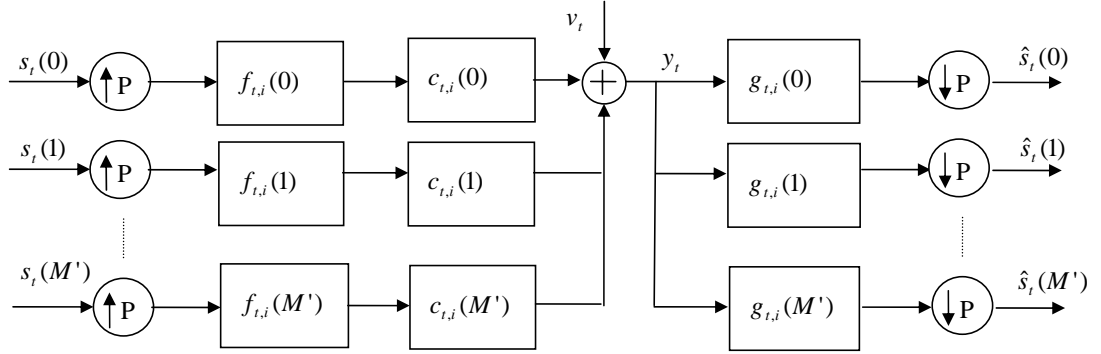 v_t
s_t(0) ↑P f_{t,i}(0) c_{t,i}(0) + y_t g_{t,i}(0) ↓P ŝ_t(0)
s_t(1) ↑P f_{t,i}(1) c_{t,i}(1) g_{t,i}(1) ↓P ŝ_t(1)
s_t(M') ↑P f_{t,i}(M') c_{t,i}(M') g_{t,i}(M') ↓P ŝ_t(M')